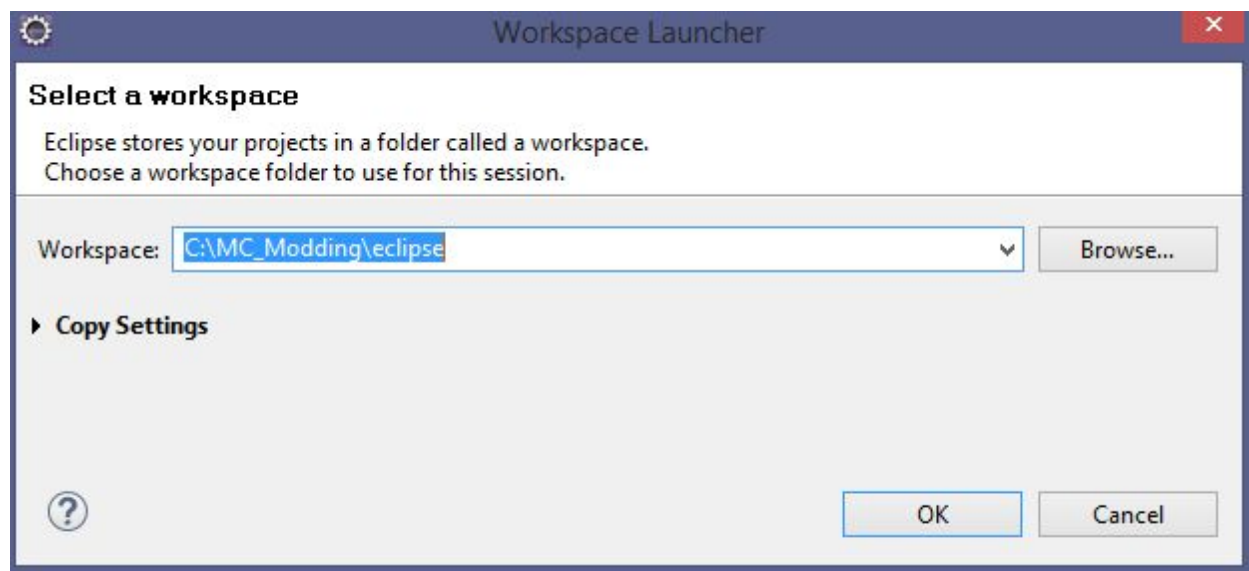 Workspace Launcher
Select a workspace
Eclipse stores your projects in a folder called a workspace.
Choose a workspace folder to use for this session.
Workspace: C:\MC_Modding\eclipse Browse...
Copy Settings
? OK Cancel